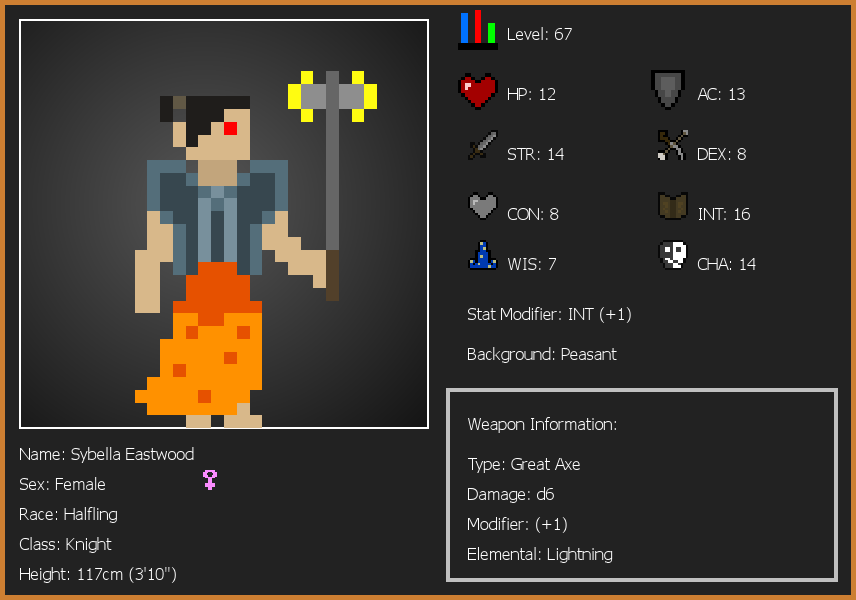 Level: 67
HP: 12
AC: 13
STR: 14
DEX: 8
CON: 8
INT: 16
WIS: 7
CHA: 14
Stat Modifier: INT (+1)
Background: Peasant
Weapon Information:
Type: Great Axe
Damage: d6
Modifier: (+1)
Elemental: Lightning
Name: Sybella Eastwood
Sex: Female
Race: Halfling
Class: Knight
Height: 117cm (3'10")